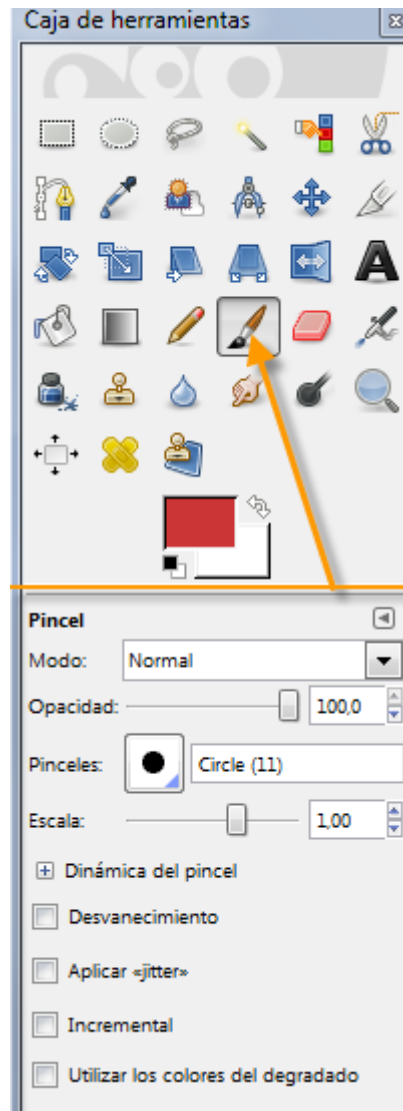 Caja de herramientas
Pincel
Modo: Normal
Opacidad: 100,0
Pinceles: Circle (11)
Escala: 1,00
Dinámica del pincel
Desvanecimiento
Aplicar «jitter»
Incremental
Utilizar los colores del degradado